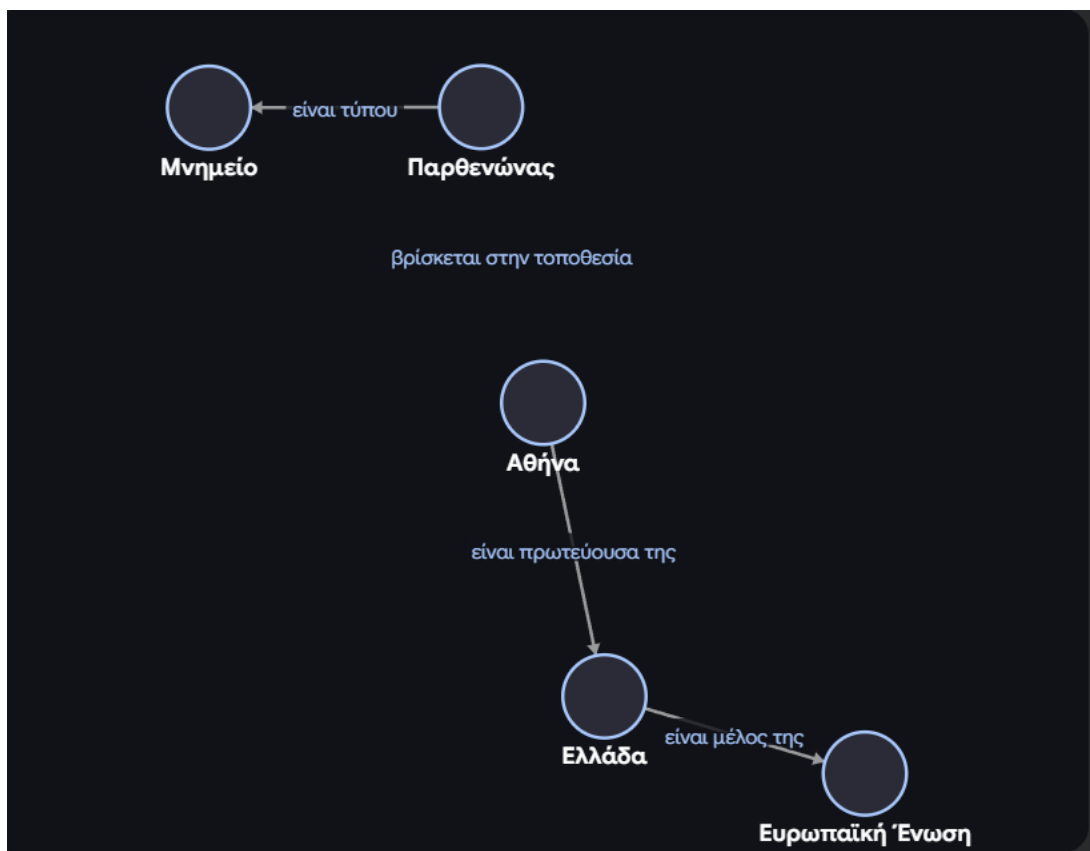 είναι τύπου
Μνημείο
Παρθενώνας
βρίσκεται στην τοποθεσία
Αθήνα
είναι πρωτεύουσα της
Ελλάδα
είναι μέλος της
Ευρωπαϊκή Ένωση